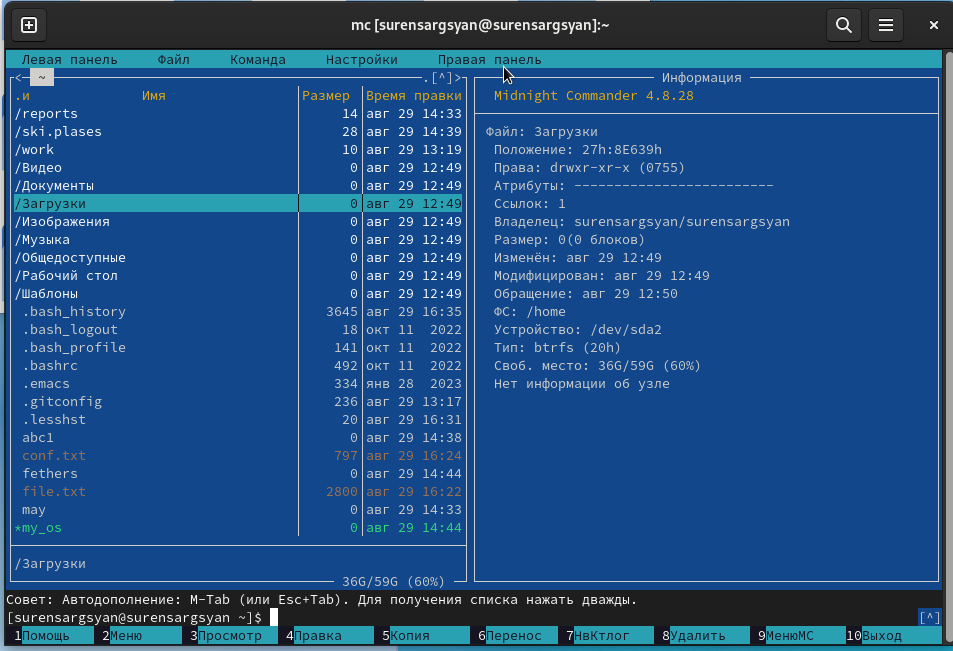 mc [surensargsyan@surensargsyan]:~
Левая панель Файл Команда Настройки Правая панель
<─ ~ .[^]> Информация
.и Имя Размер Время правки Midnight Commander 4.8.28
/reports 14 авг 29 14:33
/ski.plases 28 авг 29 14:39 Файл: Загрузки
/work 10 авг 29 13:19 Положение: 27h:8E639h
/Видео 0 авг 29 12:49 Права: drwxr-xr-x (0755)
/Документы 0 авг 29 12:49 Атрибуты: -------------------------
/Загрузки 0 авг 29 12:49 Ссылок: 1
/Изображения 0 авг 29 12:49 Владелец: surensargsyan/surensargsyan
/Музыка 0 авг 29 12:49 Размер: 0(0 блоков)
/Общедоступные 0 авг 29 12:49 Изменён: авг 29 12:49
/Рабочий стол 0 авг 29 12:49 Модифицирован: авг 29 12:49
/Шаблоны 0 авг 29 12:49 Обращение: авг 29 12:50
.bash_history 3645 авг 29 16:35 ФС: /home
.bash_logout 18 окт 11 2022 Устройство: /dev/sda2
.bash_profile 141 окт 11 2022 Тип: btrfs (20h)
.bashrc 492 окт 11 2022 Своб. место: 36G/59G (60%)
.emacs 334 янв 28 2023 Нет информации об узле
.gitconfig 236 авг 29 13:17
.lesshst 20 авг 29 16:31
abc1 0 авг 29 14:38
conf.txt 797 авг 29 16:24
fethers 0 авг 29 14:44
file.txt 2800 авг 29 16:22
may 0 авг 29 14:33
*my_os 0 авг 29 14:44
/Загрузки
36G/59G (60%)
Совет: Автодополнение: M-Tab (или Esc+Tab). Для получения списка нажать дважды.
[surensargsyan@surensargsyan ~]$ [^]
1Помощь 2Меню 3Просмотр 4Правка 5Копия 6Перенос 7НвКтлог 8Удалить 9МенюMC 10Выход